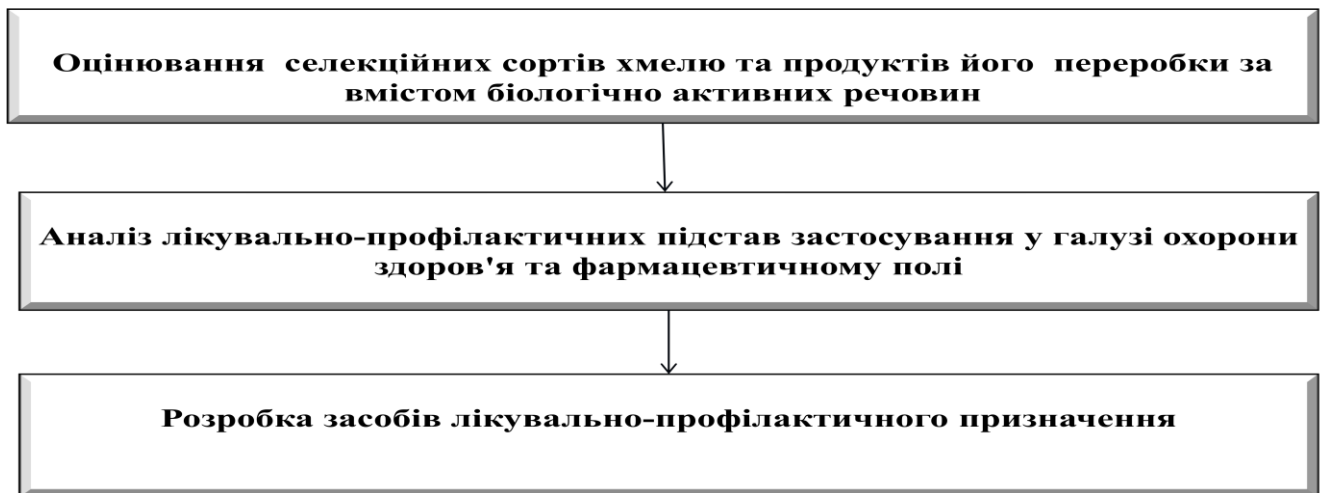 Оцінювання селекційних сортів хмелю та продуктів його переробки за
вмістом біологічно активних речовин
Аналіз лікувально-профілактичних підстав застосування у галузі охорони
здоров'я та фармацевтичному полі
Розробка засобів лікувально-профілактичного призначення